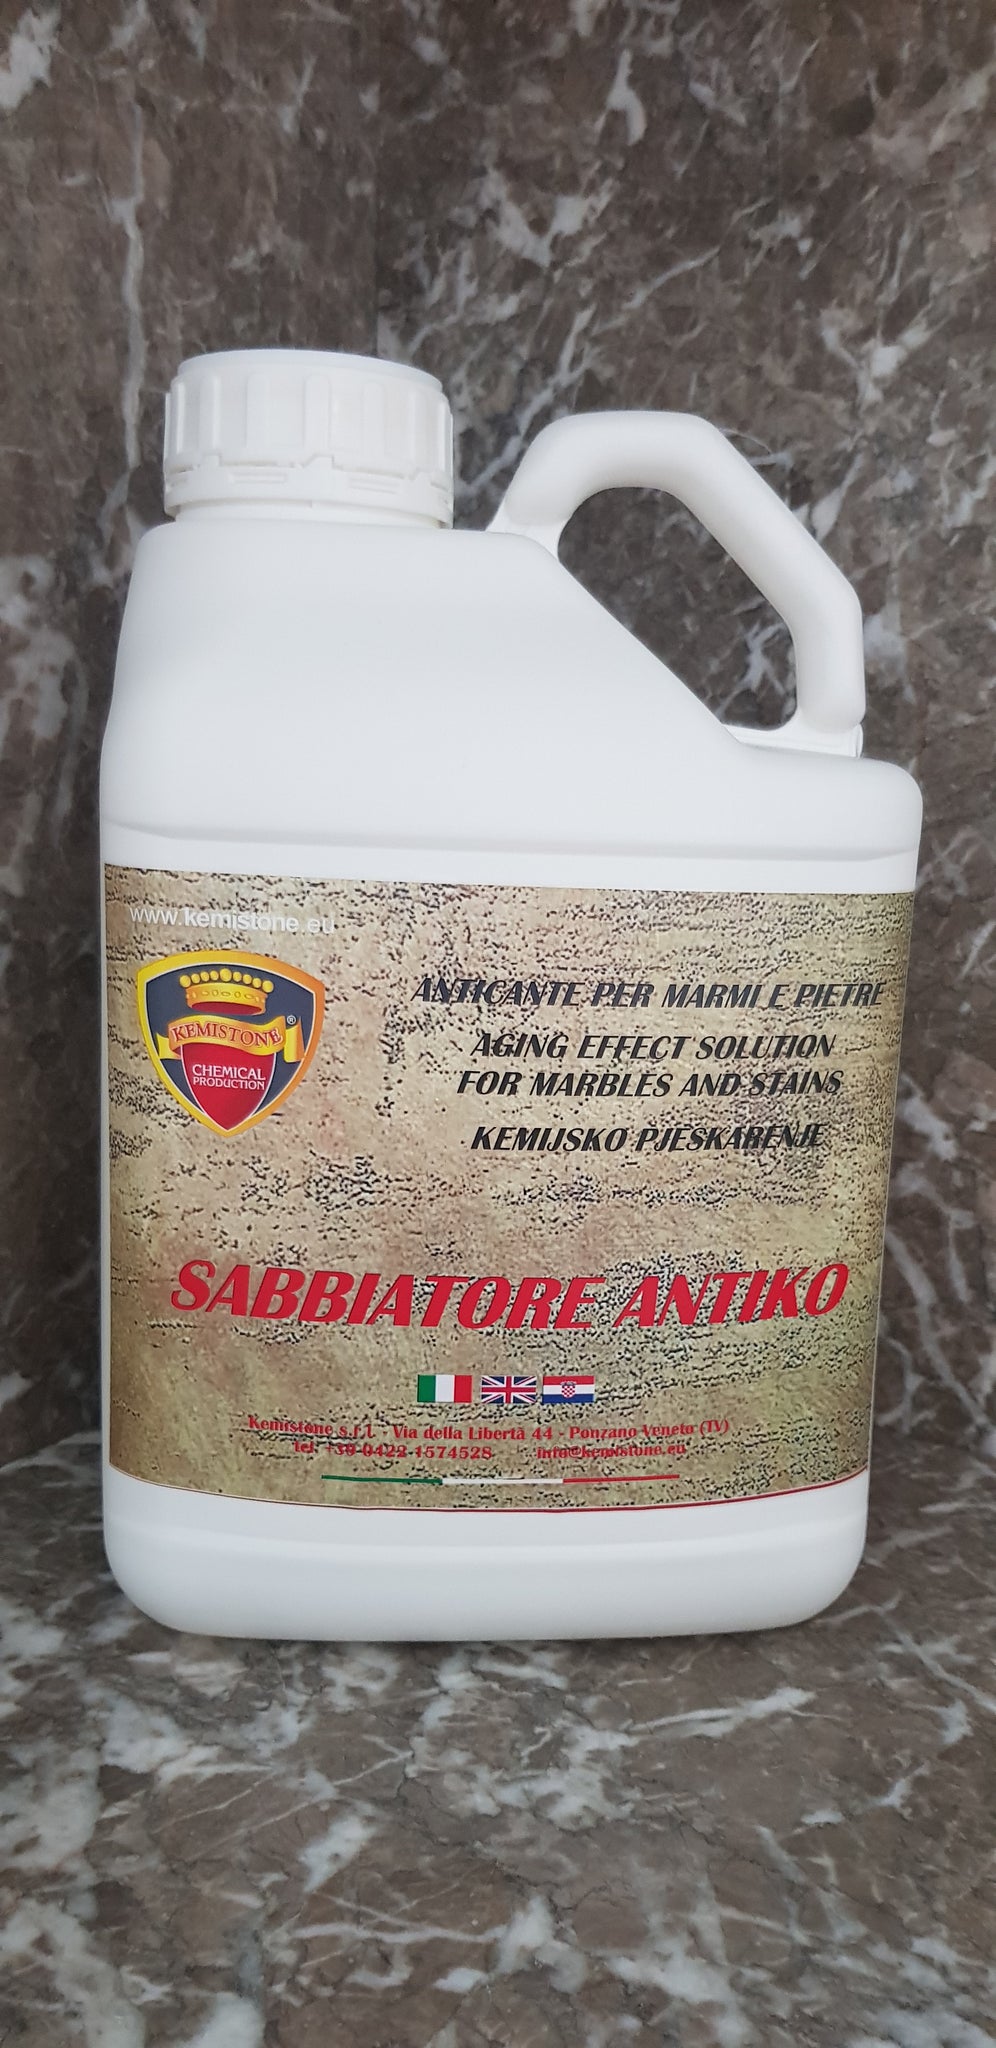 www.kemistone.eu
KEMISTONE®
CHEMICAL
PRODUCTION
ANTICANTE PER MARMI E PIETRE
AGING EFFECT SOLUTION
FOR MARBLES AND STAINS
KEMIJSKO PJESKARENJE
SABBIATORE ANTIKO
Kemistone s.r.l - Via della Libertà 44 - Ponzano Veneto (TV)
Tel. +39 0422 1574528 info@kemistone.eu